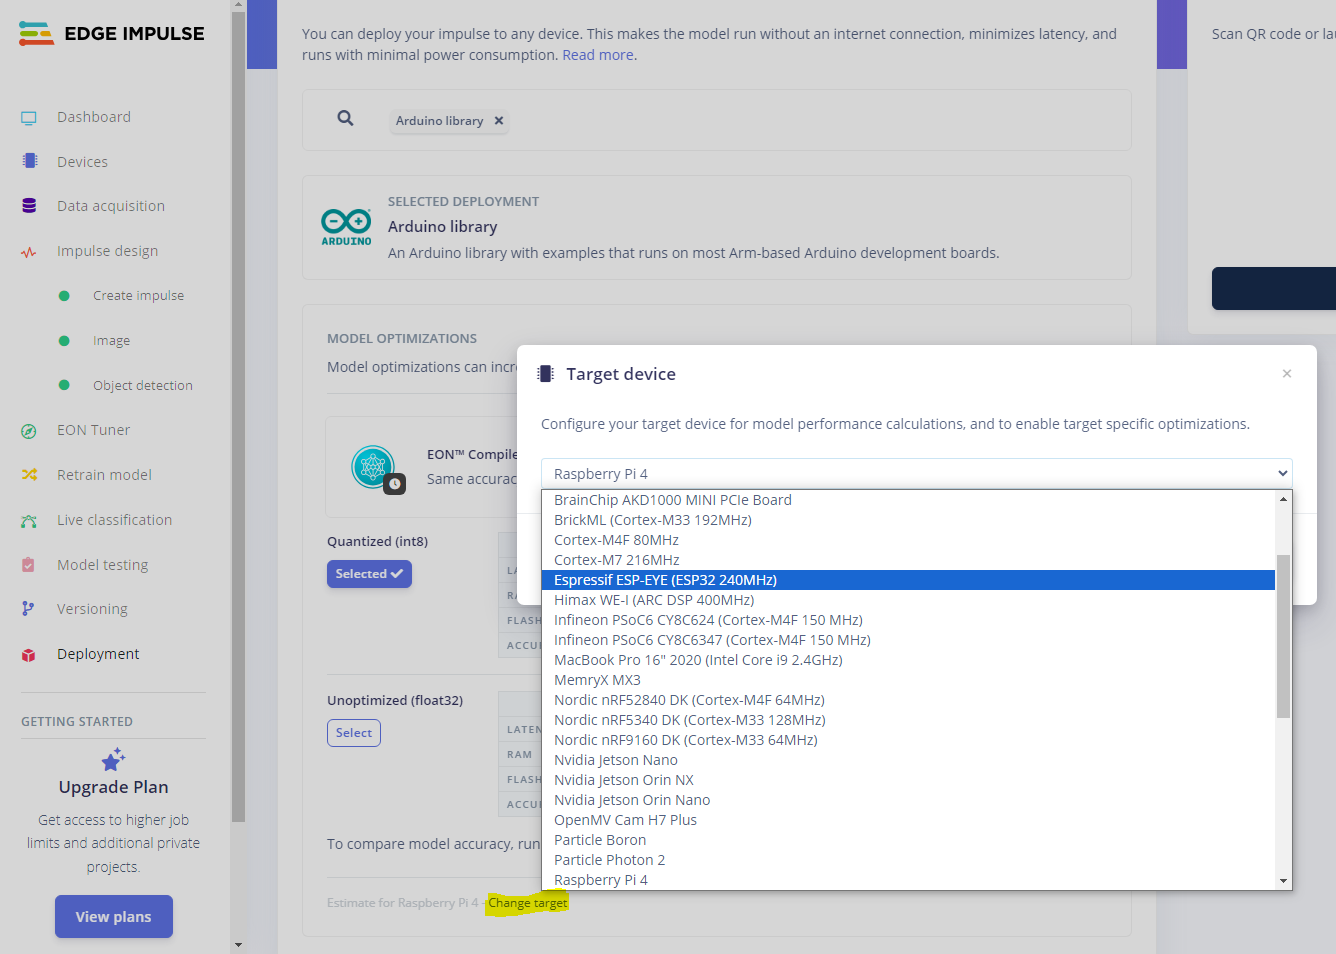 EDGE IMPULSE
Dashboard
Devices
Data acquisition
Impulse design
Create impulse
Image
Object detection
EON Tuner
Retrain model
Live classification
Model testing
Versioning
Deployment
GETTING STARTED
Upgrade Plan
Get access to higher job
limits and additional private
projects.
View plans
You can deploy your impulse to any device. This makes the model run without an internet connection, minimizes latency, and
runs with minimal power consumption. Read more.
Arduino library ×
SELECTED DEPLOYMENT
ARDUINO
Arduino library
An Arduino library with examples that runs on most Arm-based Arduino development boards.
MODEL OPTIMIZATIONS
Model optimizations can incre
EON™ Compile
Same accurac
Quantized (int8)
Selected ✓
LA
RA
FLASH
ACCU
Unoptimized (float32)
Select
LATEN
RAM
FLASH
ACCU
To compare model accuracy, run
Estimate for Raspberry Pi 4 - Change target
Scan QR code or la
Target device
×
Configure your target device for model performance calculations, and to enable target specific optimizations.
Raspberry Pi 4
BrainChip AKD1000 MINI PCIe Board
BrickML (Cortex-M33 192MHz)
Cortex-M4F 80MHz
Cortex-M7 216MHz
Espressif ESP-EYE (ESP32 240MHz)
Himax WE-I (ARC DSP 400MHz)
Infineon PSoC6 CY8C624 (Cortex-M4F 150 MHz)
Infineon PSoC6 CY8C6347 (Cortex-M4F 150 MHz)
MacBook Pro 16" 2020 (Intel Core i9 2.4GHz)
MemryX MX3
Nordic nRF52840 DK (Cortex-M4F 64MHz)
Nordic nRF5340 DK (Cortex-M33 128MHz)
Nordic nRF9160 DK (Cortex-M33 64MHz)
Nvidia Jetson Nano
Nvidia Jetson Orin NX
Nvidia Jetson Orin Nano
OpenMV Cam H7 Plus
Particle Boron
Particle Photon 2
Raspberry Pi 4